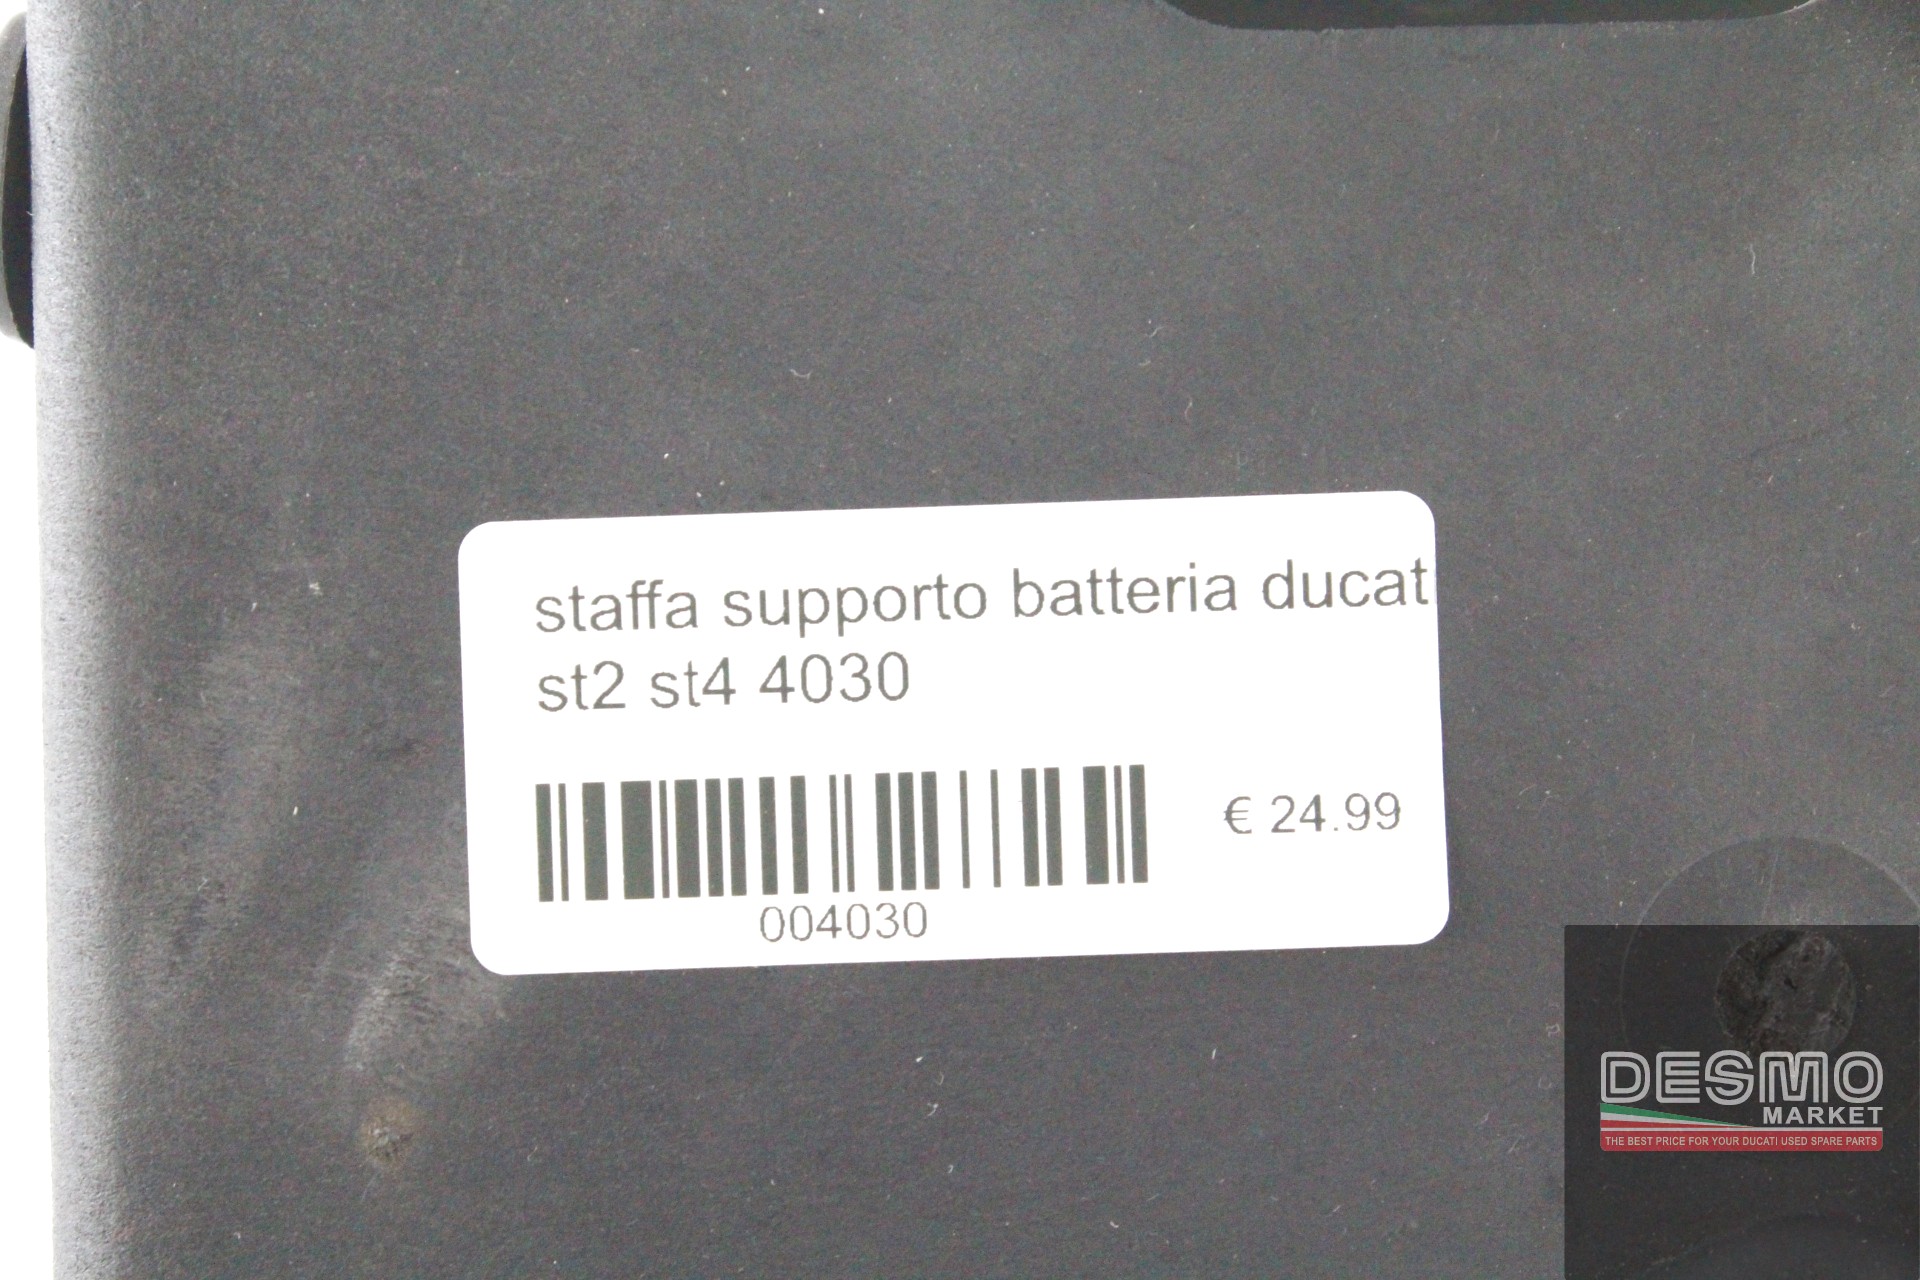 staffa supporto batteria ducat
st2 st4 4030
€ 24.99
004030
DESMO
MARKET
THE BEST PRICE FOR YOUR DUCATI USED SPARE PARTS